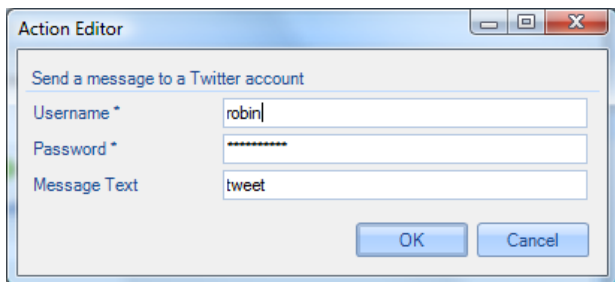 Action Editor
Send a message to a Twitter account
Username * robin
Password * **********
Message Text tweet
OK Cancel